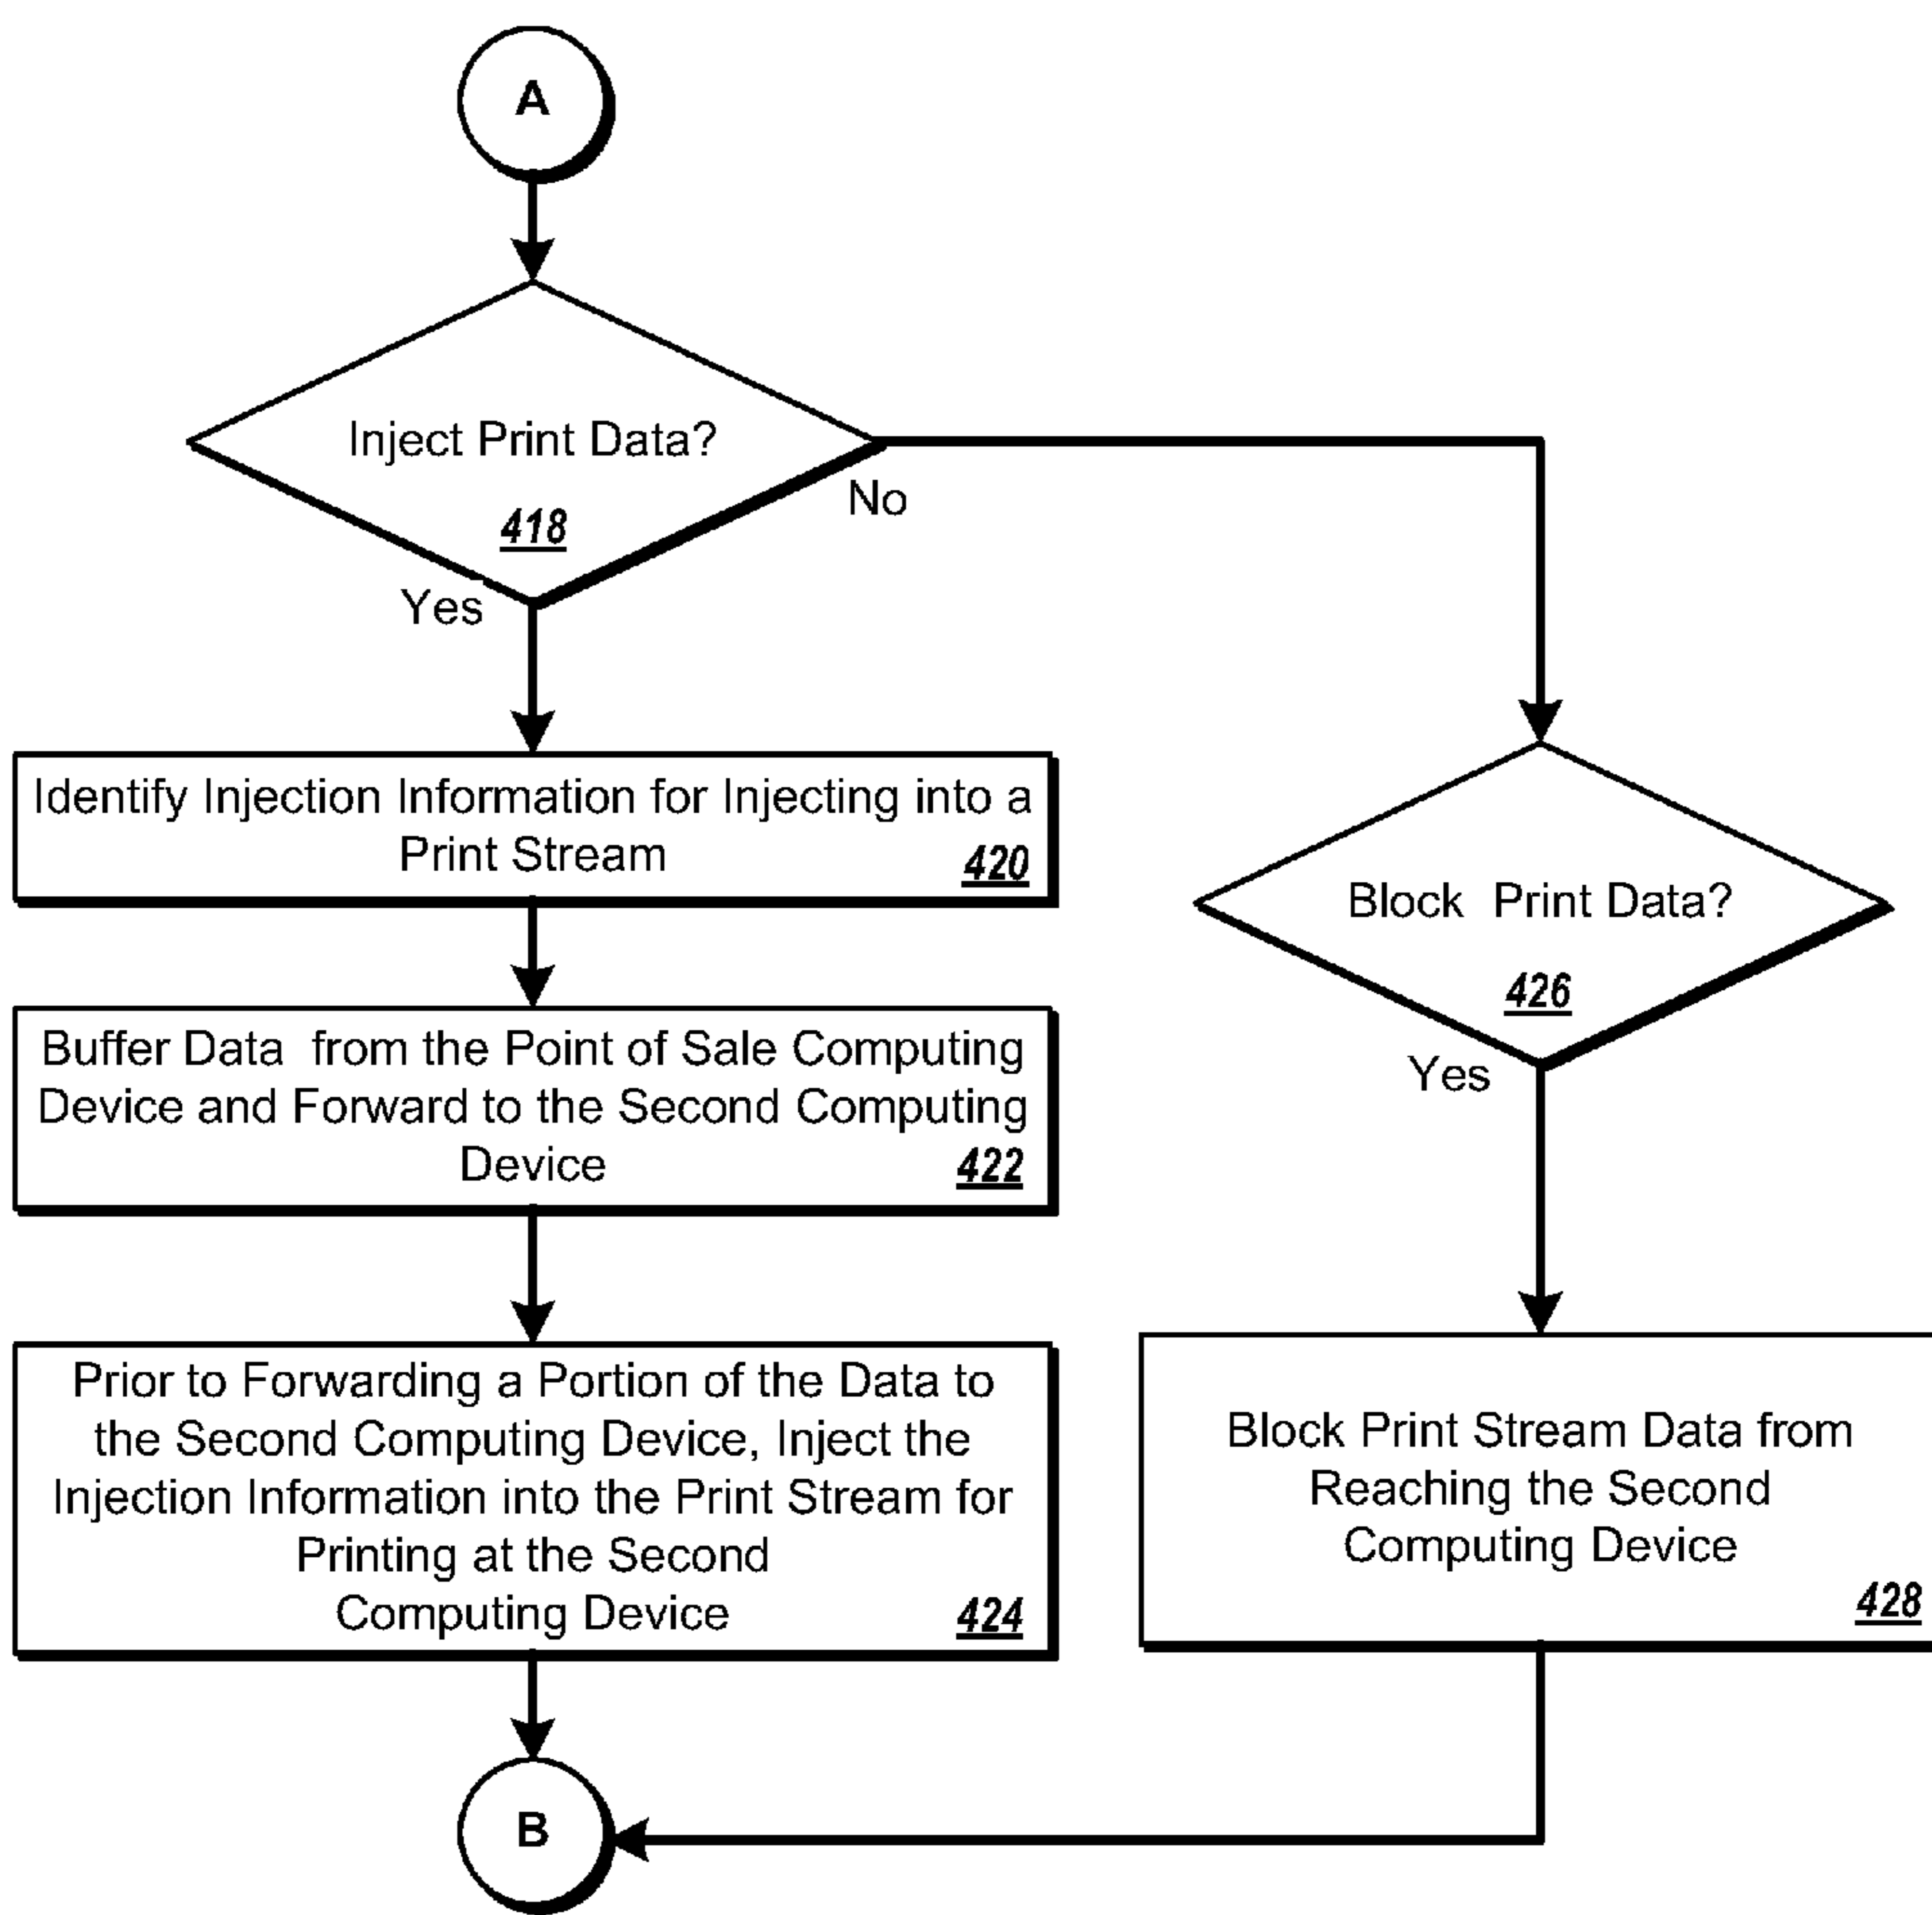 A
Inject Print Data?
418
No
Yes
Identify Injection Information for Injecting into a
Print Stream
420
Buffer Data from the Point of Sale Computing
Device and Forward to the Second Computing
Device
422
Prior to Forwarding a Portion of the Data to
the Second Computing Device, Inject the
Injection Information into the Print Stream for
Printing at the Second
Computing Device
424
B
Block Print Data?
426
Yes
Block Print Stream Data from
Reaching the Second
Computing Device
428